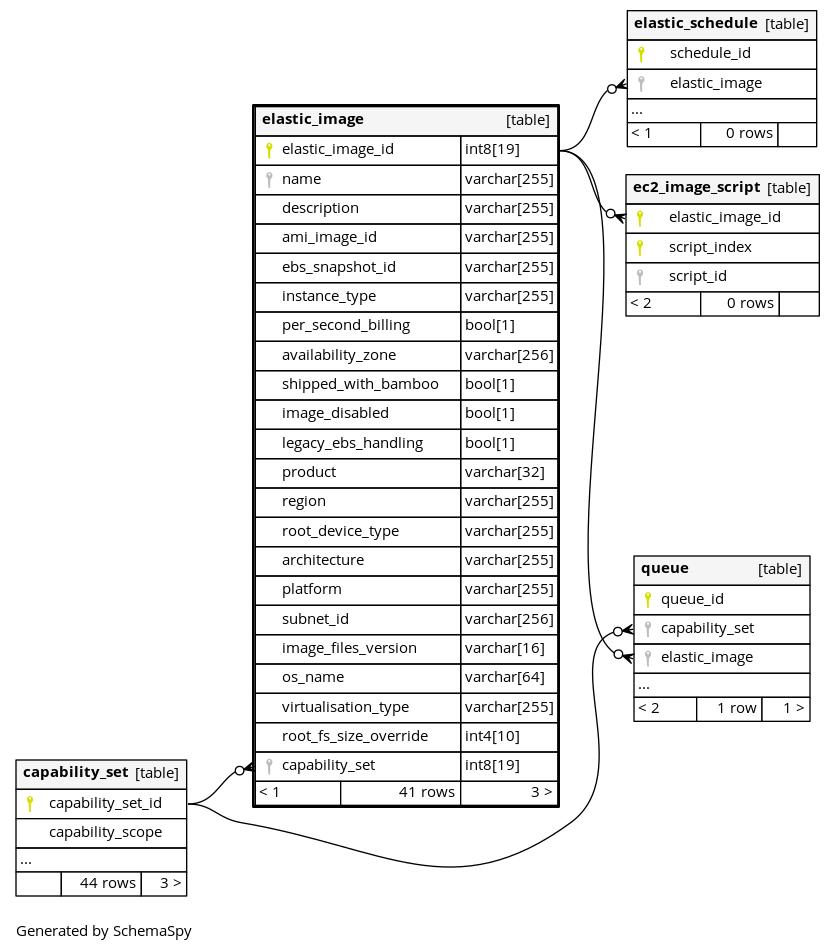 elastic_schedule [table]
schedule_id
elastic_image
...
< 1 0 rows
elastic_image [table]
elastic_image_id int8[19]
name varchar[255]
description varchar[255]
ami_image_id varchar[255]
ebs_snapshot_id varchar[255]
instance_type varchar[255]
per_second_billing bool[1]
availability_zone varchar[256]
shipped_with_bamboo bool[1]
image_disabled bool[1]
legacy_ebs_handling bool[1]
product varchar[32]
region varchar[255]
root_device_type varchar[255]
architecture varchar[255]
platform varchar[255]
subnet_id varchar[256]
image_files_version varchar[16]
os_name varchar[64]
virtualisation_type varchar[255]
root_fs_size_override int4[10]
capability_set int8[19]
< 1 41 rows 3 >
ec2_image_script [table]
elastic_image_id
script_index
script_id
< 2 0 rows
queue [table]
queue_id
capability_set
elastic_image
...
< 2 1 row 1 >
capability_set [table]
capability_set_id
capability_scope
...
44 rows 3 >
Generated by SchemaSpy